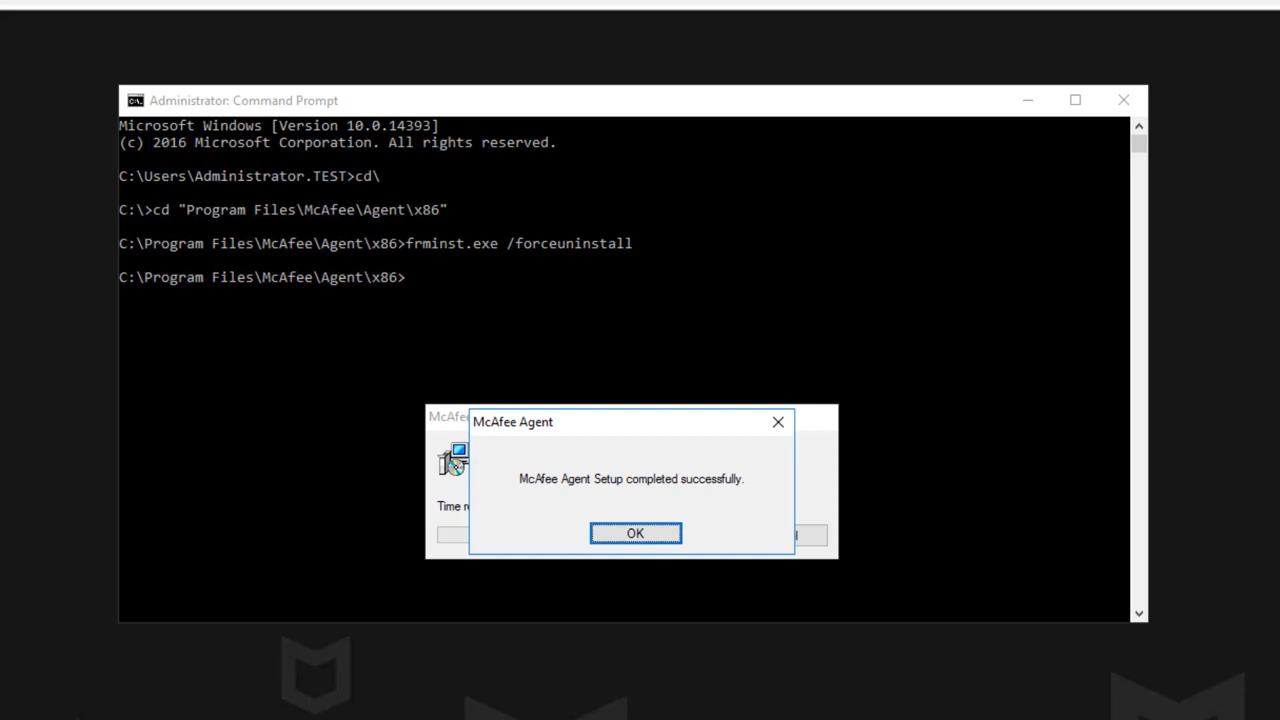 Administrator: Command Prompt
Microsoft Windows [Version 10.0.14393]
(c) 2016 Microsoft Corporation. All rights reserved.
C:\Users\Administrator.TEST>cd\
C:\>cd "Program Files\McAfee\Agent\x86"
C:\Program Files\McAfee\Agent\x86>frminst.exe /forceuninstall
C:\Program Files\McAfee\Agent\x86>
McAfee
McAfee Agent
McAfee Agent Setup completed successfully.
Time
OK